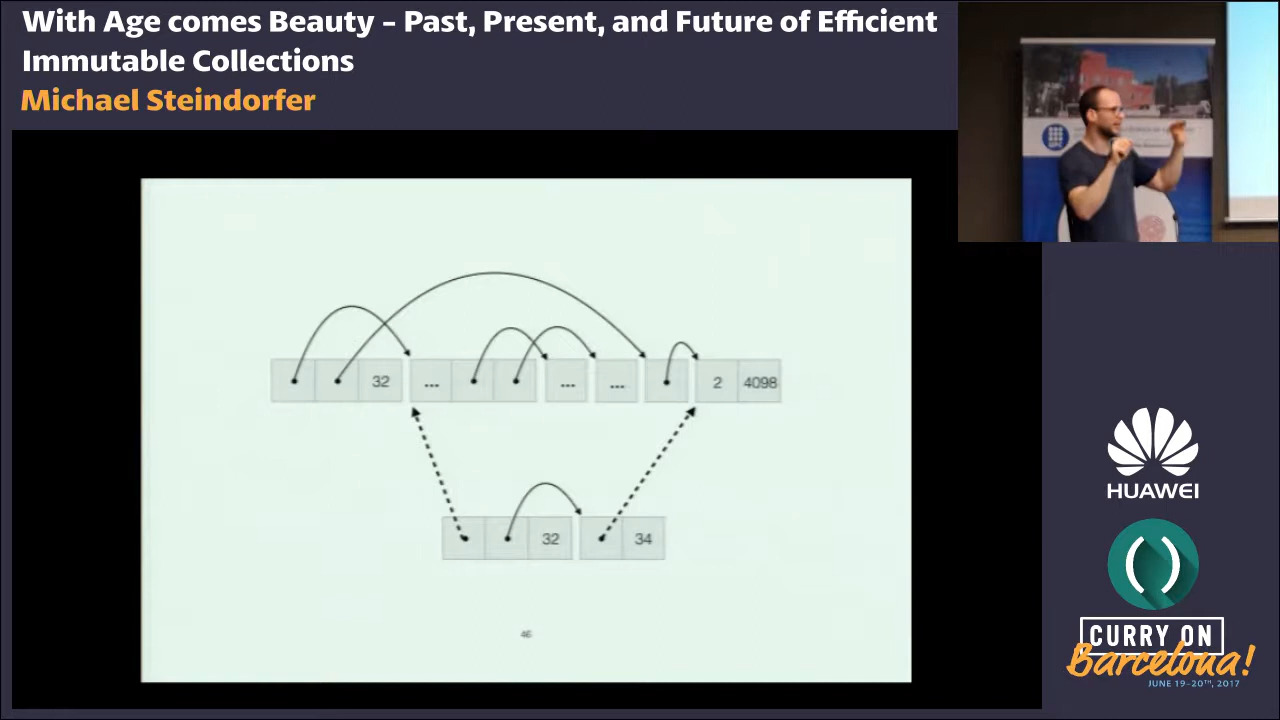 With Age comes Beauty – Past, Present, and Future of Efficient
Immutable Collections
Michael Steindorfer
32 ... ... ... 2 4098
32 34
46
HUAWEI
CURRY ON
Barcelona!
JUNE 19-20TH, 2017